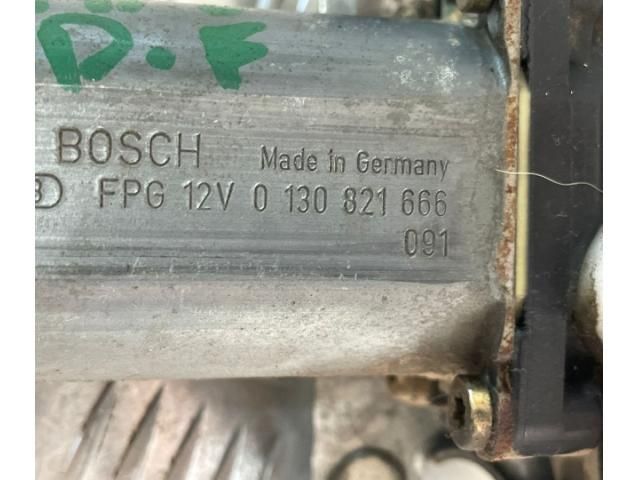 D.F
BOSCH Made in Germany
FPG 12V 0 130 821 666
091